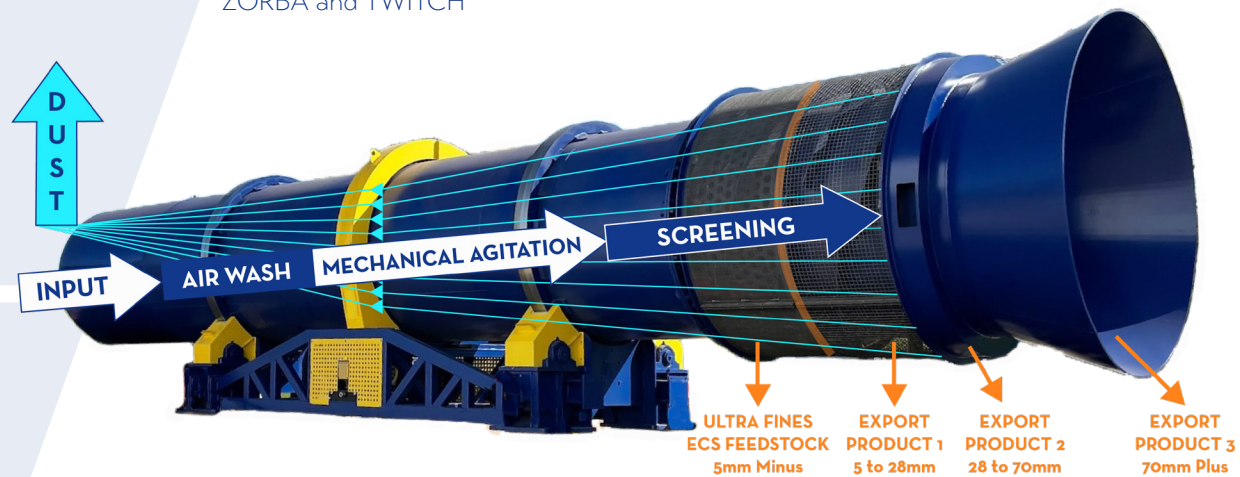 ZORBA and TWITCH
DUST
INPUT
AIR WASH
MECHANICAL AGITATION
SCREENING
ULTRA FINES
ECS FEEDSTOCK
5mm Minus
EXPORT
PRODUCT 1
5 to 28mm
EXPORT
PRODUCT 2
28 to 70mm
EXPORT
PRODUCT 3
70mm Plus